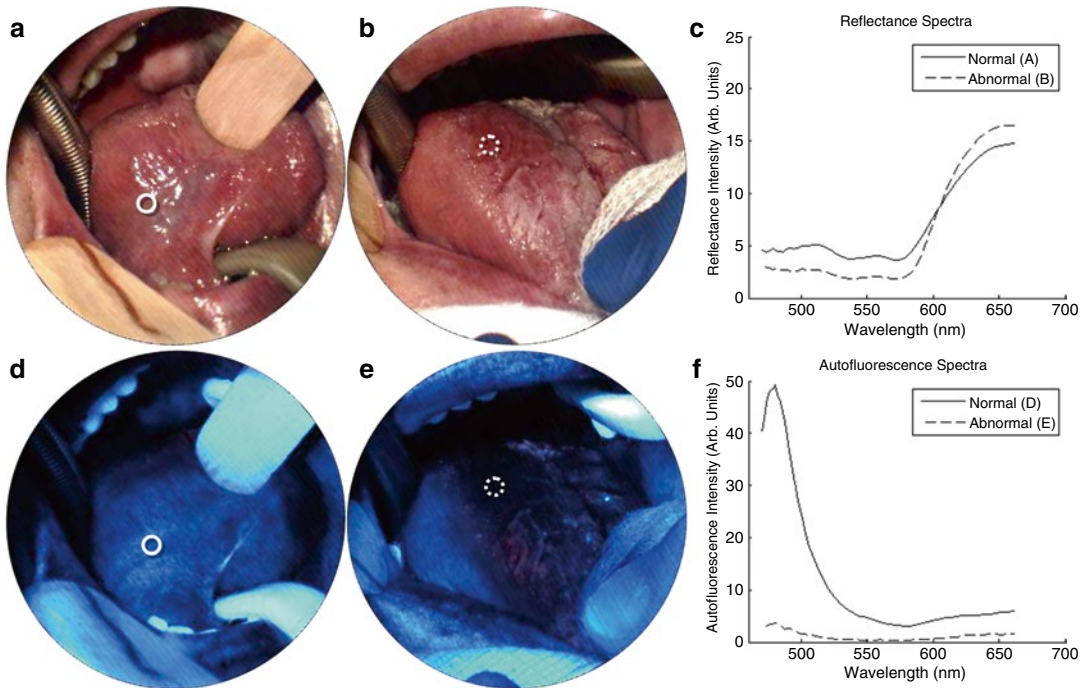 a
b
c
Reflectance Spectra
Reflectance Intensity (Arb. Units)
25
20
15
10
5
0
Normal (A)
Abnormal (B)
500
550
600
650
700
Wavelength (nm)
d
e
f
Autofluorescence Spectra
Autofluorescence Intensity (Arb. Units)
50
40
30
20
10
0
Normal (D)
Abnormal (E)
500
550
600
650
700
Wavelength (nm)